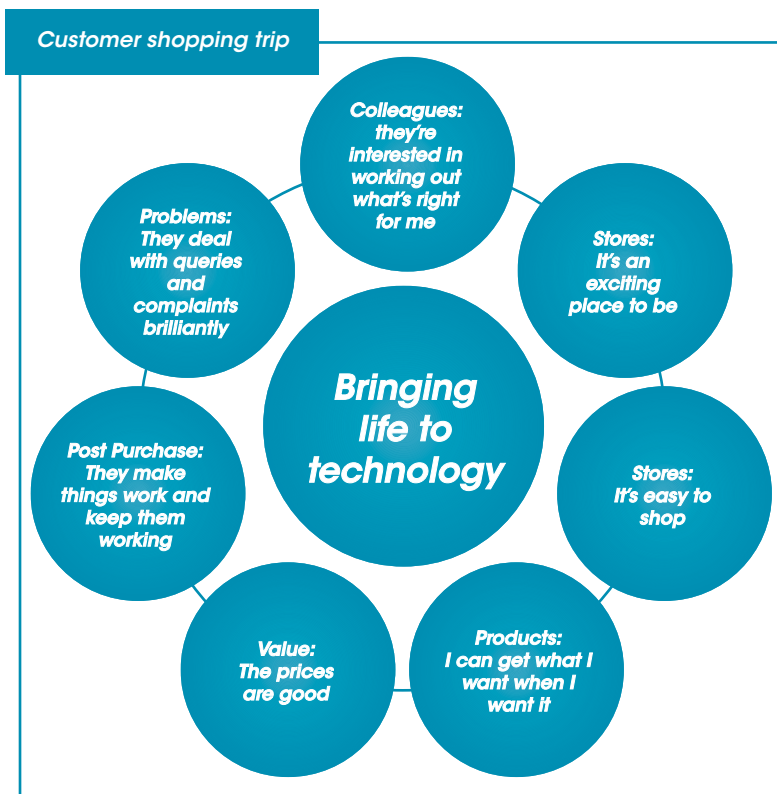 Customer shopping trip
Colleagues:
they're
interested in
working out
what's right
for me
Stores:
It's an
exciting
place to be
Stores:
It's easy to
shop
Products:
I can get what I
want when I
want it
Value:
The prices
are good
Post Purchase:
They make
things work and
keep them
working
Problems:
They deal
with queries
and
complaints
brilliantly
Bringing
life to
technology